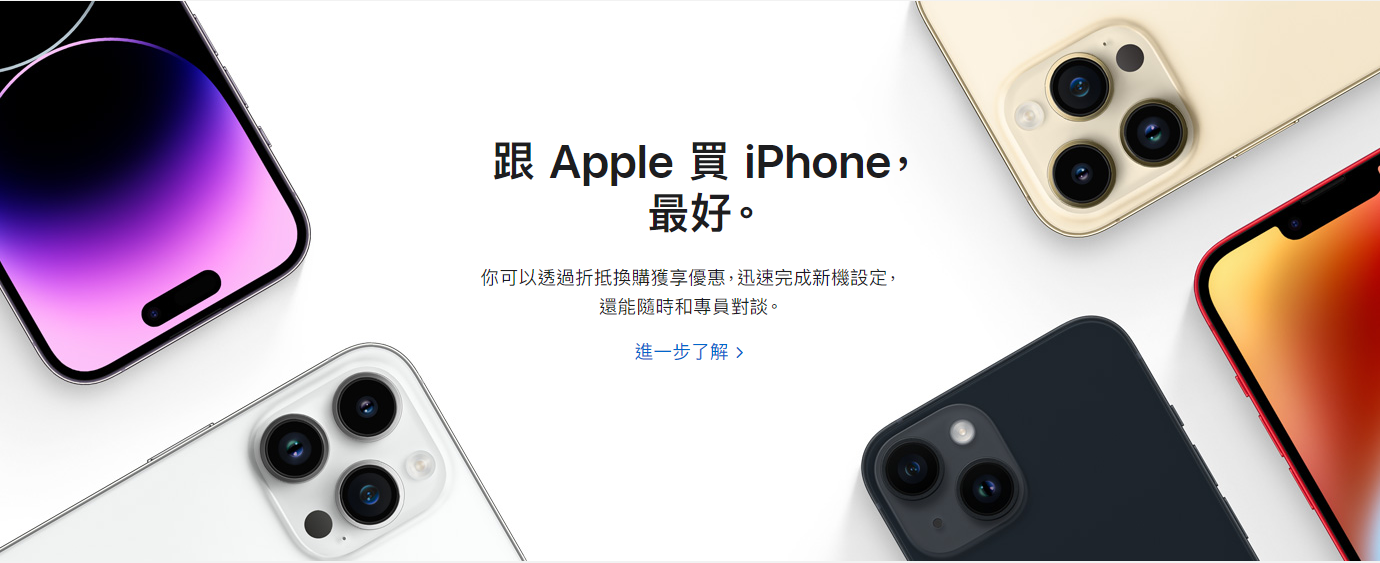 跟 Apple 買 iPhone，
最好。
你可以透過折抵換購獲享優惠，迅速完成新機設定，
還能隨時和專員對談。
進一步了解 >